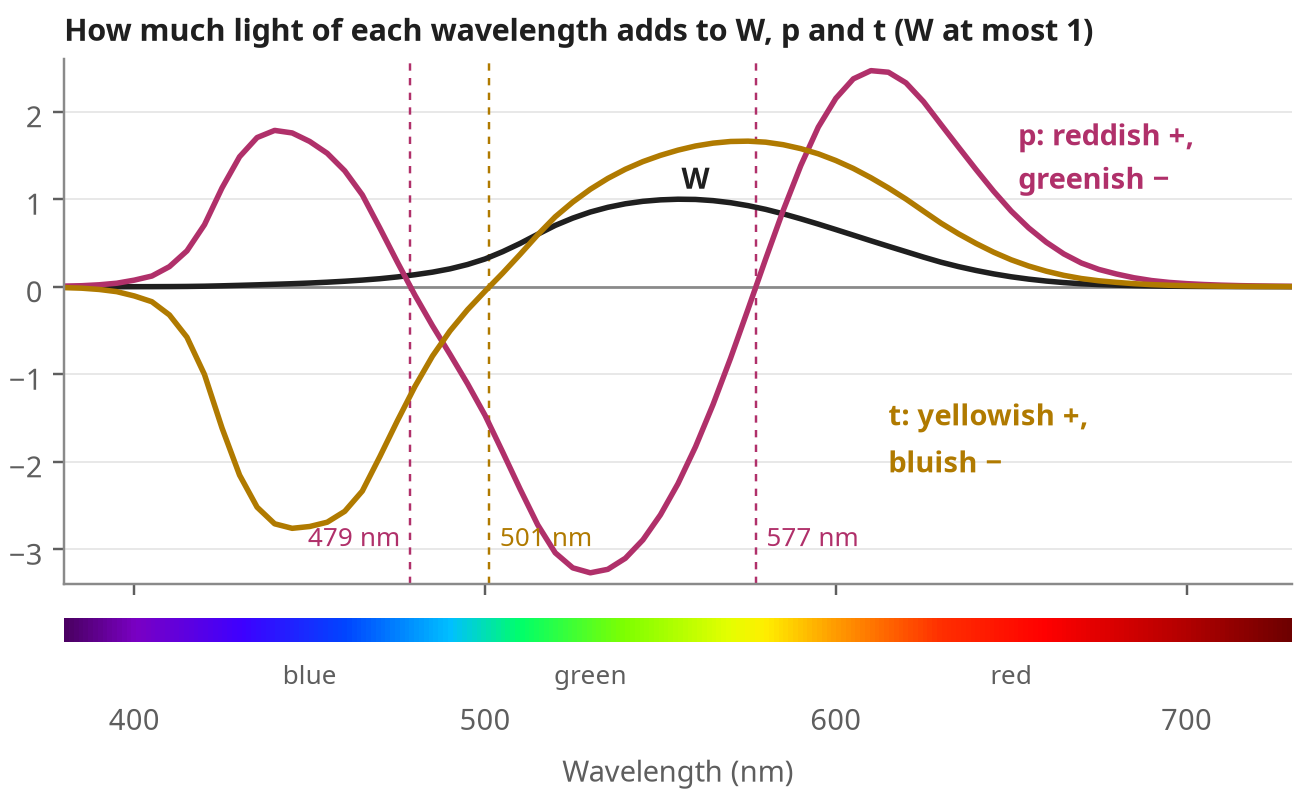 How much light of each wavelength adds to W, p and t (W at most 1)
2
1
0
−1
−2
−3
W
p: reddish +,
greenish −
t: yellowish +,
bluish −
479 nm
501 nm
577 nm
blue
green
red
400
500
600
700
Wavelength (nm)